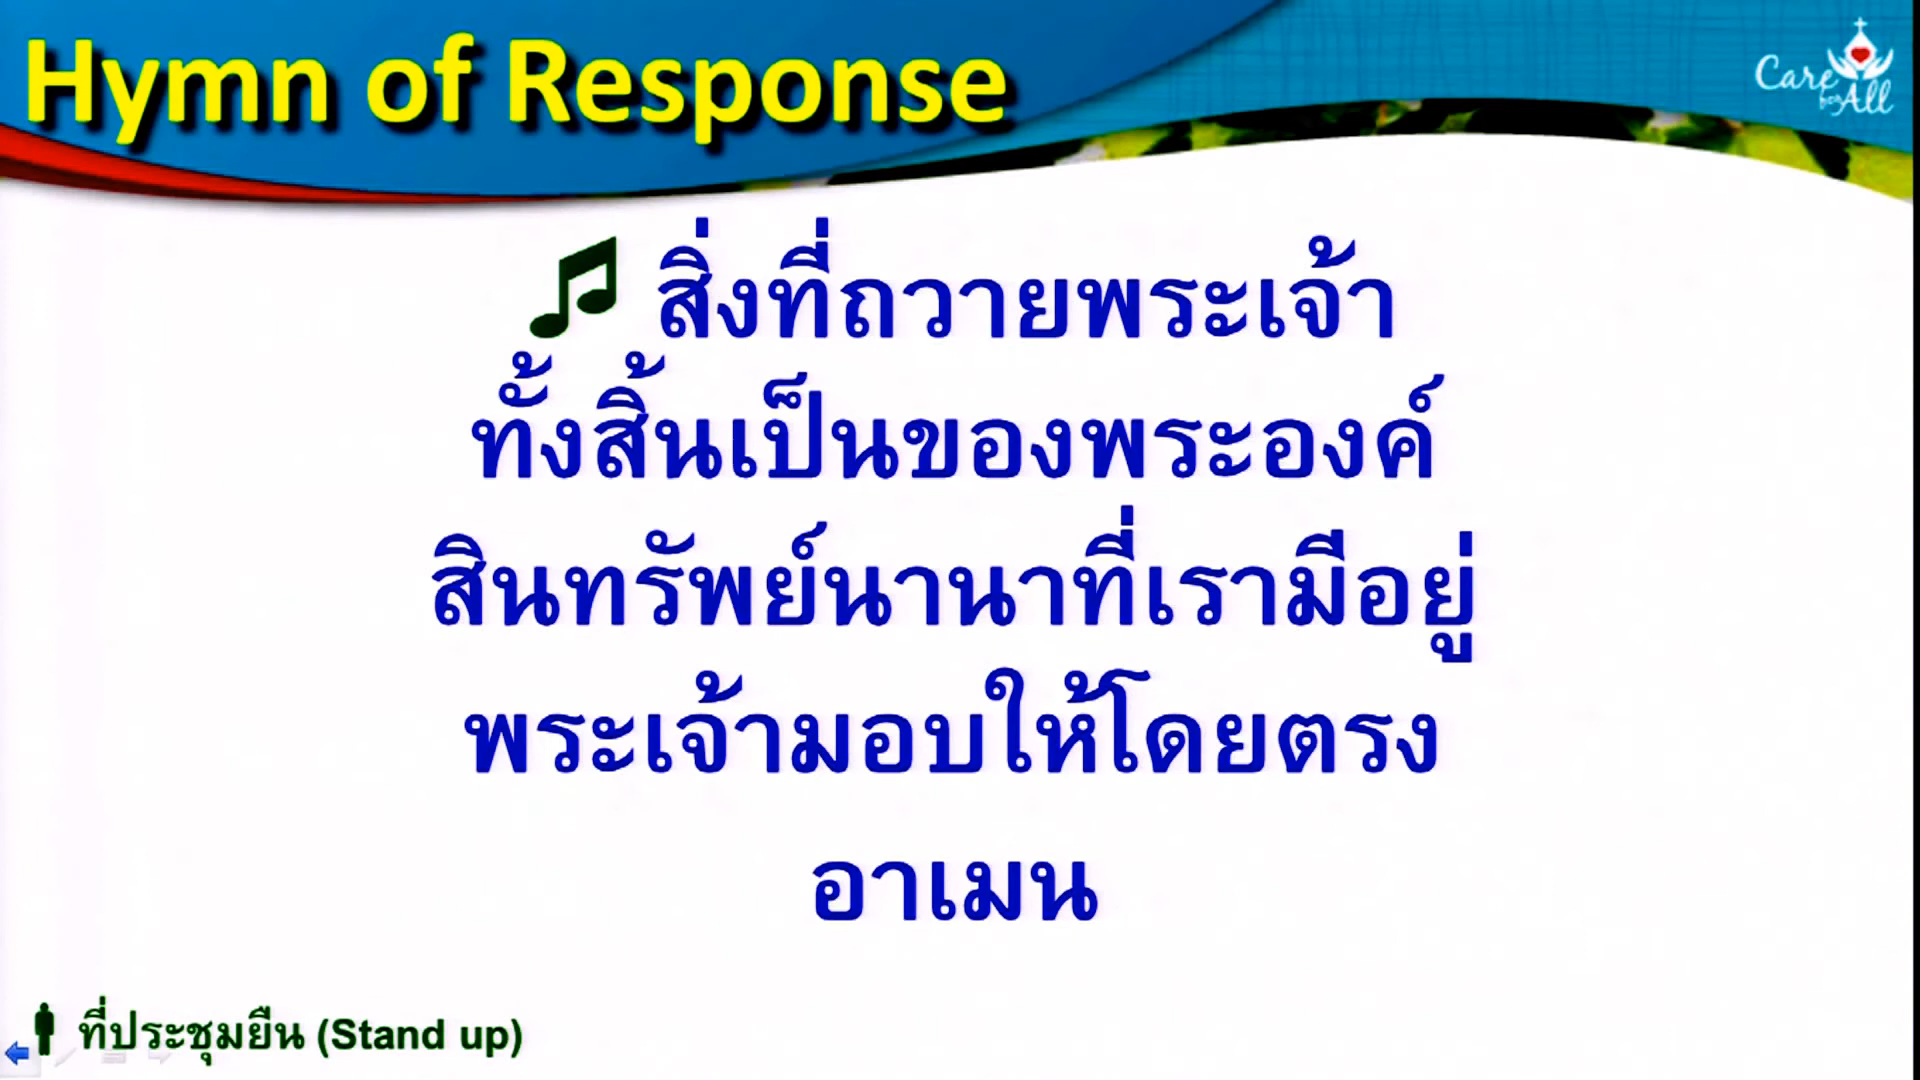 Hymn of Response
Care for All
สิ่งที่ถวายพระเจ้า
ทั้งสิ้นเป็นของพระองค์
สินทรัพย์นานาที่เรามีอยู่
พระเจ้ามอบให้โดยตรง
อาเมน
ที่ประชุมยืน (Stand up)